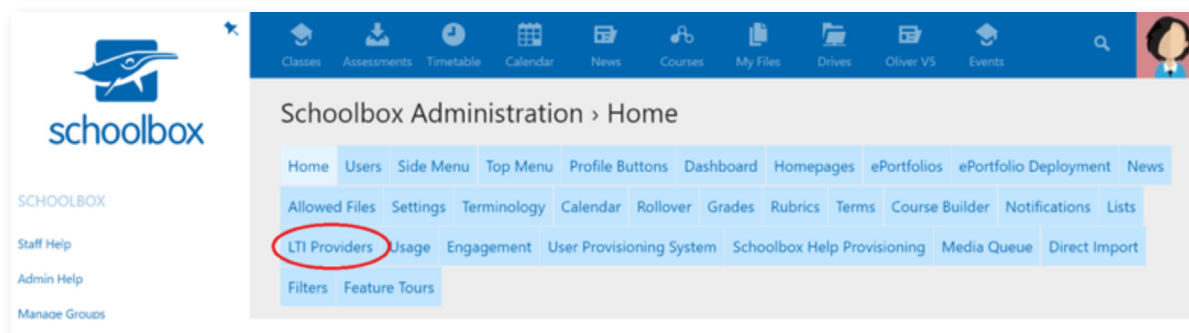 Classes Assessments Timetable Calendar News Courses My Files Drives Oliver V5 Events
schoolbox
Schoolbox Administration › Home
Home Users Side Menu Top Menu Profile Buttons Dashboard Homepages ePortfolios ePortfolio Deployment News
SCHOOLBOX
Allowed Files Settings Terminology Calendar Rollover Grades Rubrics Terms Course Builder Notifications Lists
Staff Help
LTI Providers Usage Engagement User Provisioning System Schoolbox Help Provisioning Media Queue Direct Import
Admin Help
Filters Feature Tours
Manage Groups